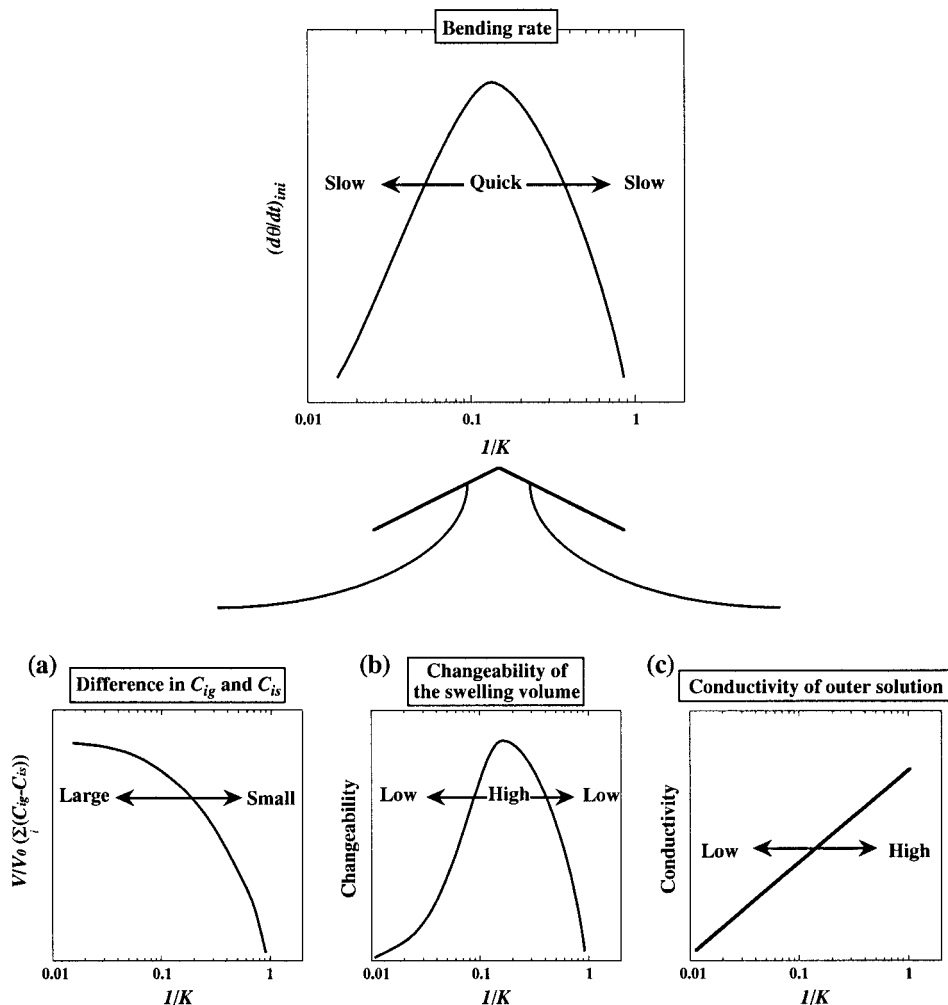 Bending rate
(dθ/dt)ini
Slow
Quick
Slow
0.01
0.1
1
1/K
(a)
Difference in Cig and Cis
V/V0 (Σi(Cig-Cis))
Large
Small
0.01
0.1
1
1/K
(b)
Changeability of
the swelling volume
Changeability
Low
High
Low
0.01
0.1
1
1/K
(c)
Conductivity of outer solution
Conductivity
Low
High
0.01
0.1
1
1/K